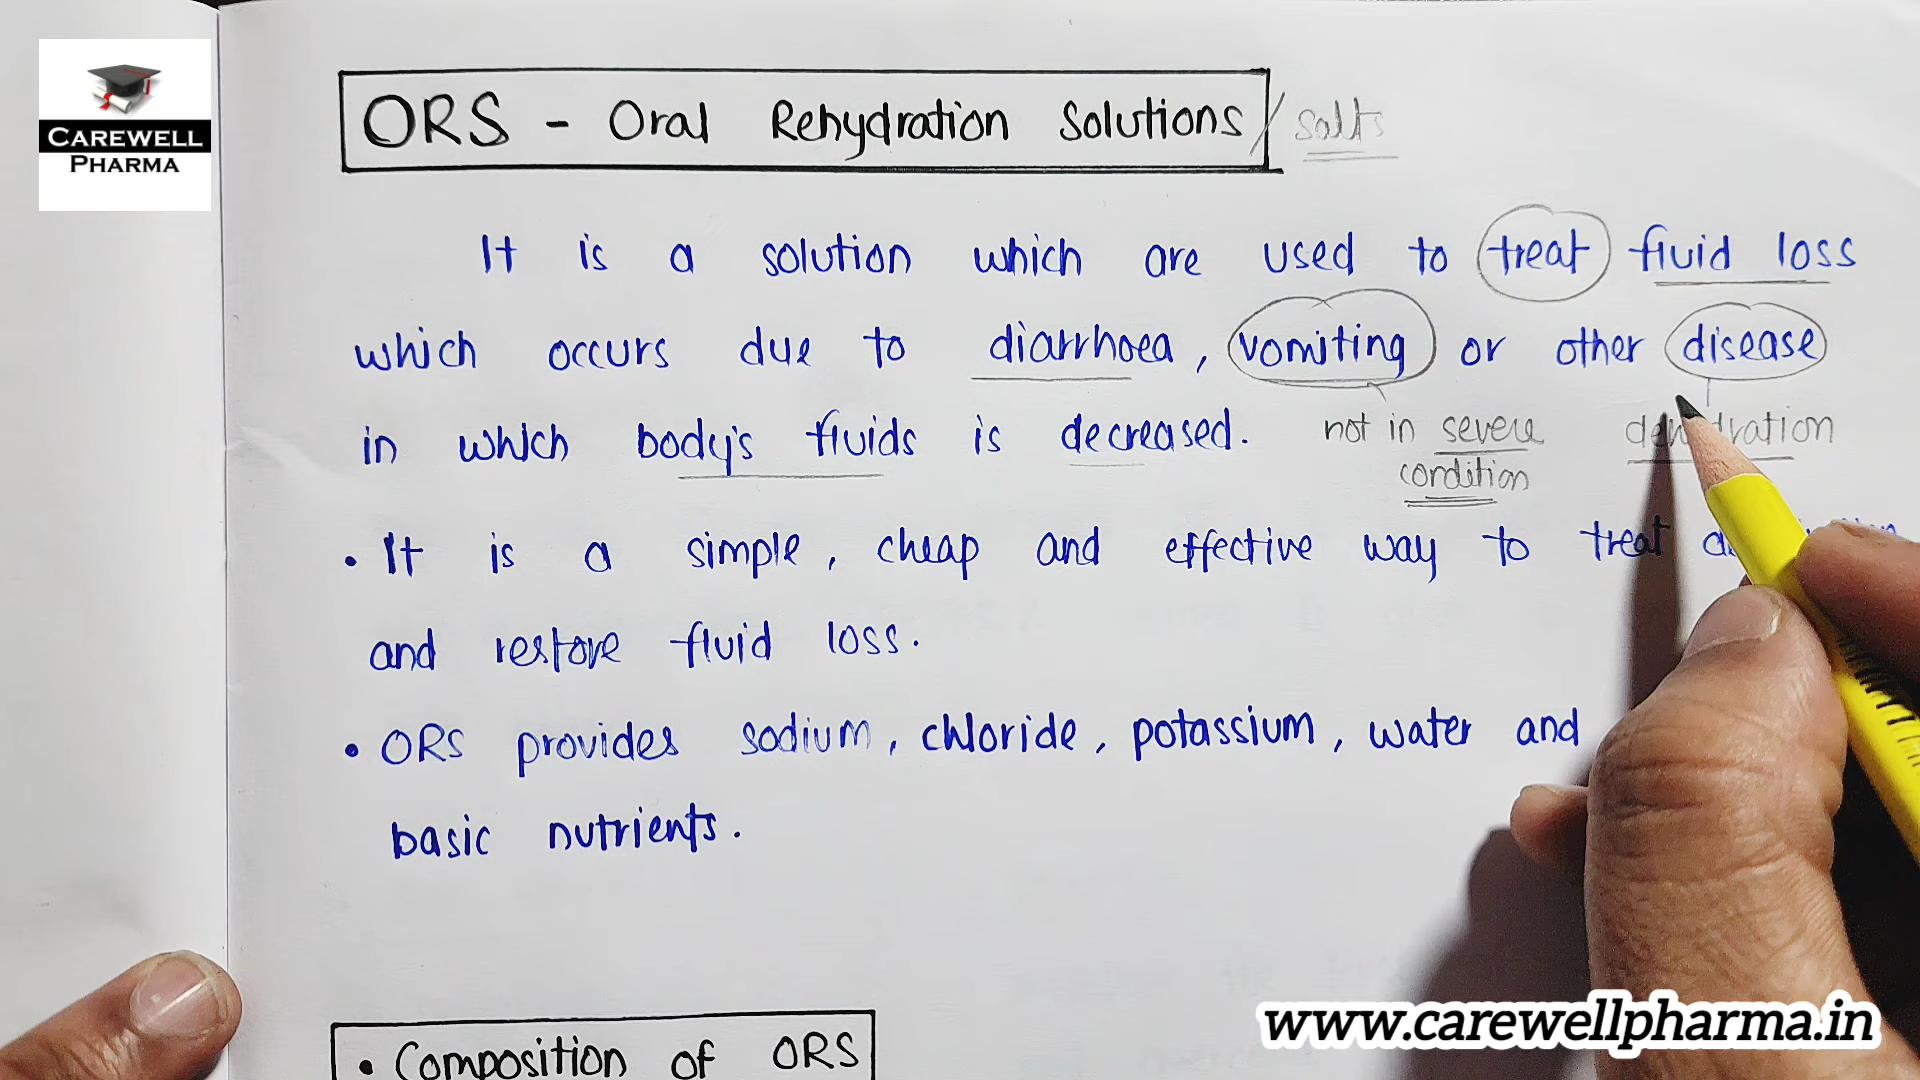 CAREWELL
PHARMA
ORS - Oral Rehydration Solutions / Salts
It is a solution which are used to treat fluid loss
which occurs due to diarrhoea, vomiting or other disease
in which body's fluids is decreased. not in severe
condition
• It is a simple, cheap and effective way to treat
and restore fluid loss.
• ORS provides sodium, chloride, potassium, water and
basic nutrients.
• Composition of ORS
www.carewellpharma.in